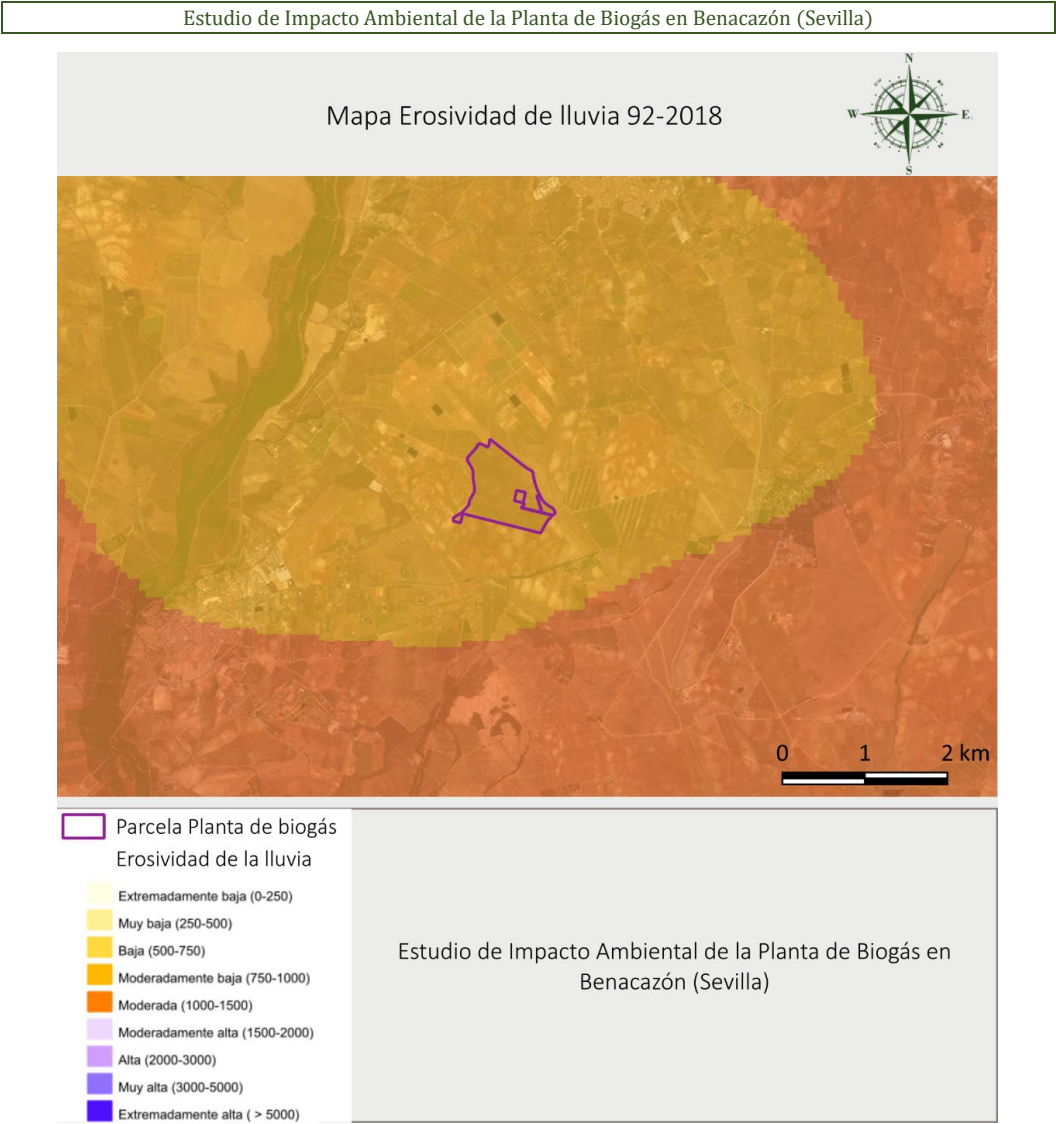 Estudio de Impacto Ambiental de la Planta de Biogás en Benacazón (Sevilla)
Mapa Erosividad de lluvia 92-2018
N
W
E
S
0 1 2 km
Parcela Planta de biogás
Erosividad de la lluvia
Extremadamente baja (0-250)
Muy baja (250-500)
Baja (500-750)
Moderadamente baja (750-1000)
Moderada (1000-1500)
Moderadamente alta (1500-2000)
Alta (2000-3000)
Muy alta (3000-5000)
Extremadamente alta ( > 5000)
Estudio de Impacto Ambiental de la Planta de Biogás en
Benacazón (Sevilla)